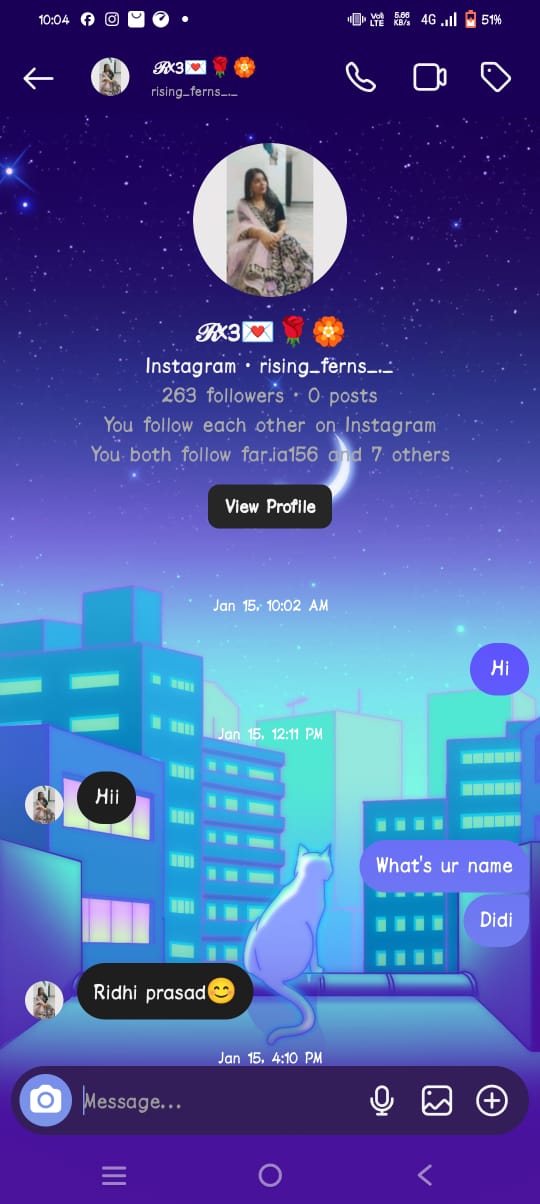 10:04
Voli LTE
5.66 KB/s
4G
51%
ℛx3💌🌹🏵️
rising_ferns_._
ℛx3💌🌹🏵️
Instagram • rising_ferns_._
263 followers • 0 posts
You follow each other on Instagram
You both follow far.ia156 and 7 others
View Profile
Jan 15, 10:02 AM
Hi
Jan 15, 12:11 PM
Hii
What's ur name
Didi
Ridhi prasad😊
Jan 15, 4:10 PM
Message...